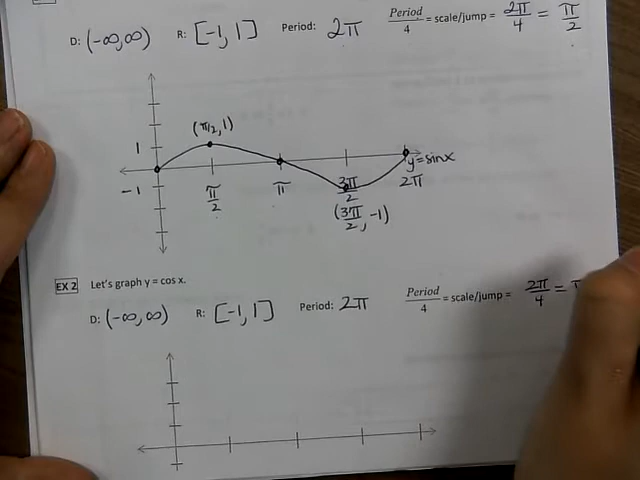 D: (-∞,∞) R: [-1, 1] Period: 2π Period/4 = scale/jump = 2π/4 = π/2
(π/2, 1)
1
y=sinx
-1 π/2 π 3π/2 2π
(3π/2, -1)
EX 2 Let's graph y = cos x.
D: (-∞,∞) R: [-1, 1] Period: 2π Period/4 = scale/jump = 2π/4 =